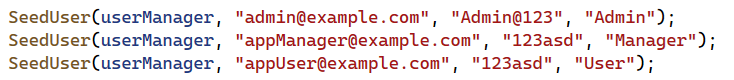 SeedUser(userManager, "admin@example.com", "Admin@123", "Admin");
SeedUser(userManager, "appManager@example.com", "123asd", "Manager");
SeedUser(userManager, "appUser@example.com", "123asd", "User");